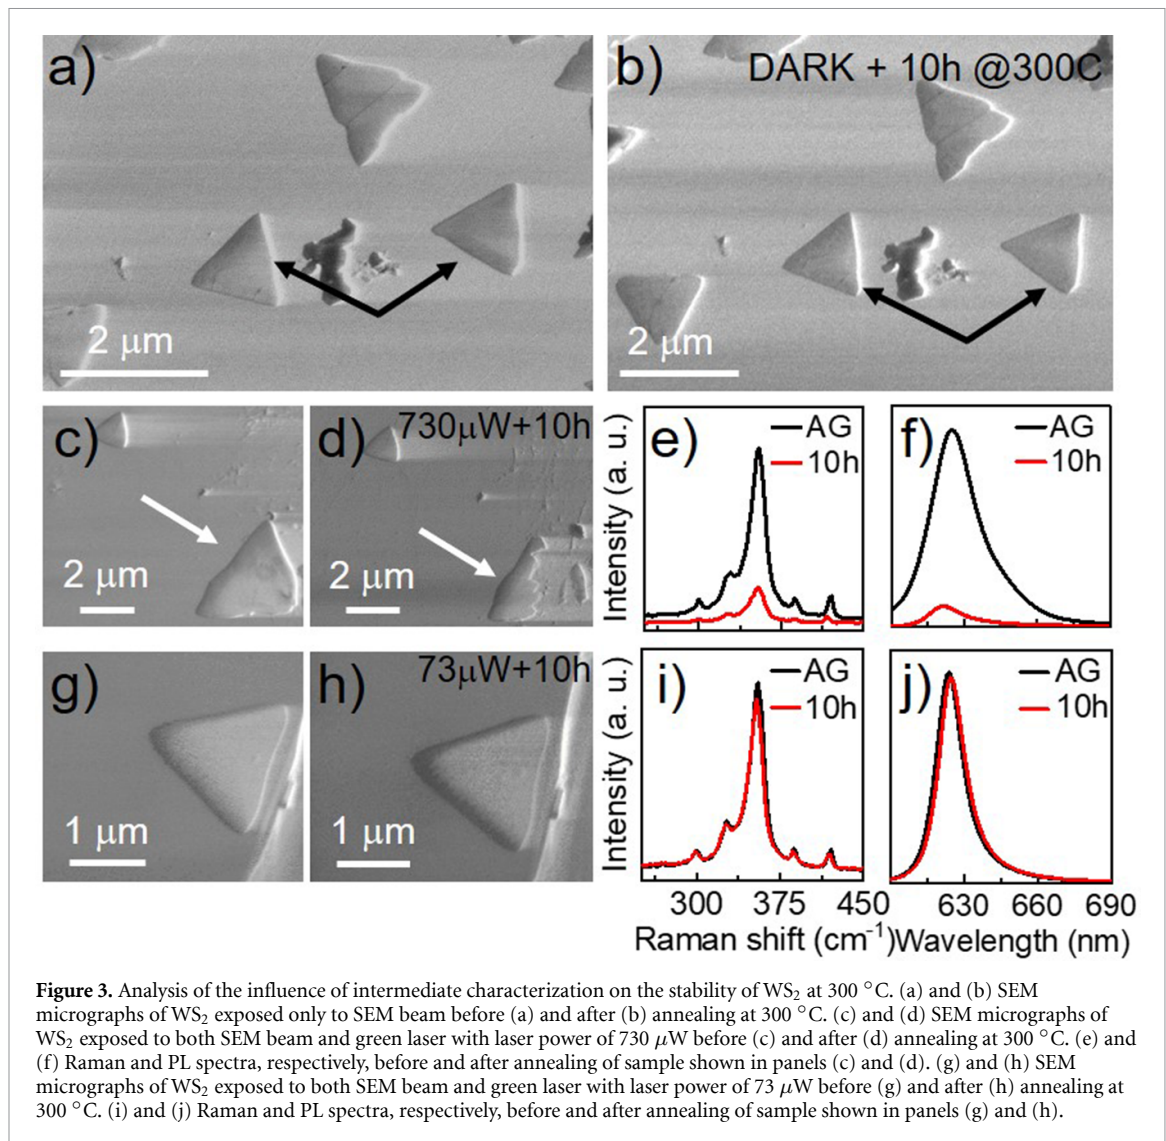 a)
b)
DARK + 10h @300C
2 μm
2 μm
c)
d)
730μW+10h
2 μm
2 μm
e)
AG
10h
Intensity (a. u.)
f)
AG
10h
g)
h)
73μW+10h
1 μm
1 μm
i)
AG
10h
Intensity (a. u.)
j)
AG
10h
300 375 450 630 660 690
Raman shift (cm⁻¹) Wavelength (nm)
Figure 3. Analysis of the influence of intermediate characterization on the stability of WS₂ at 300 °C. (a) and (b) SEM
micrographs of WS₂ exposed only to SEM beam before (a) and after (b) annealing at 300 °C. (c) and (d) SEM micrographs of
WS₂ exposed to both SEM beam and green laser with laser power of 730 μW before (c) and after (d) annealing at 300 °C. (e) and
(f) Raman and PL spectra, respectively, before and after annealing of sample shown in panels (c) and (d). (g) and (h) SEM
micrographs of WS₂ exposed to both SEM beam and green laser with laser power of 73 μW before (g) and after (h) annealing at
300 °C. (i) and (j) Raman and PL spectra, respectively, before and after annealing of sample shown in panels (g) and (h).